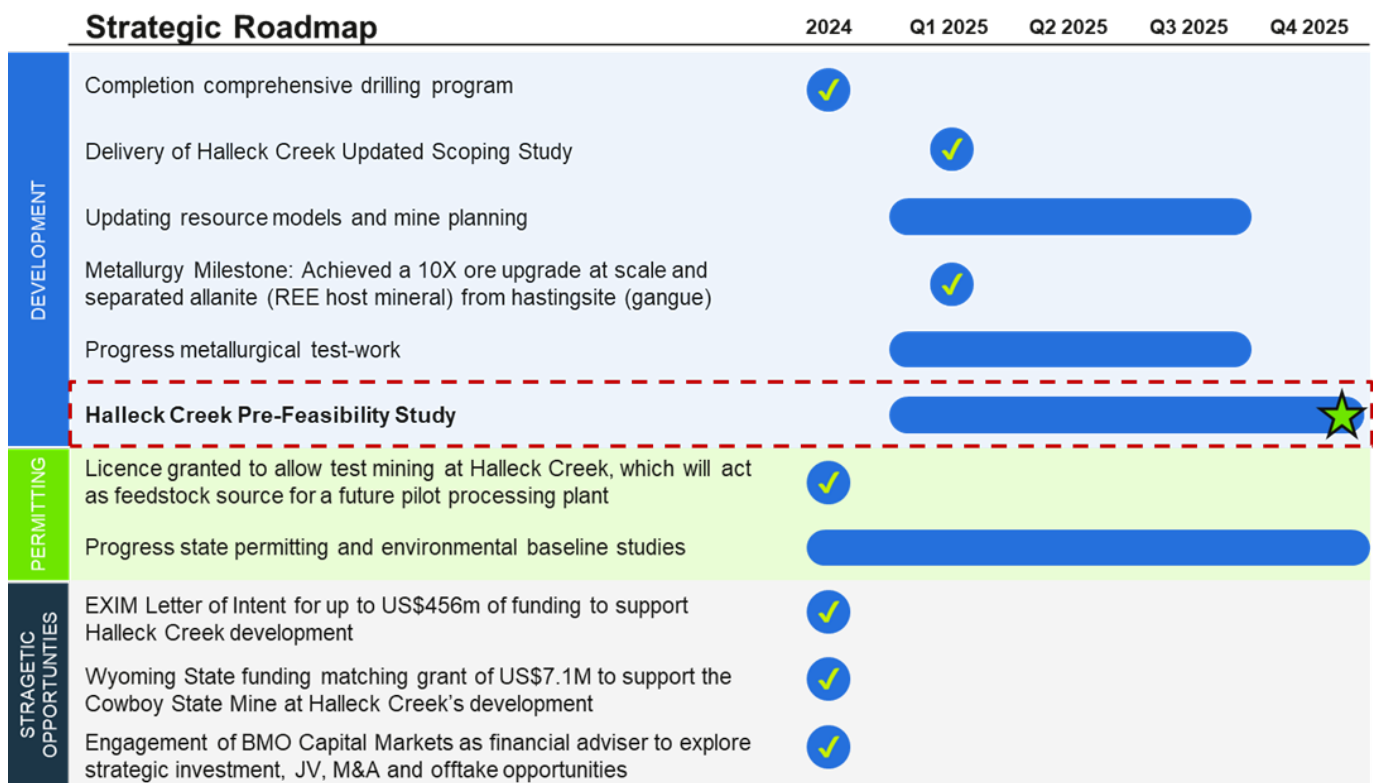 Strategic Roadmap 2024 Q1 2025 Q2 2025 Q3 2025 Q4 2025
DEVELOPMENT
Completion comprehensive drilling program
Delivery of Halleck Creek Updated Scoping Study
Updating resource models and mine planning
Metallurgy Milestone: Achieved a 10X ore upgrade at scale and
separated allanite (REE host mineral) from hastingsite (gangue)
Progress metallurgical test-work
Halleck Creek Pre-Feasibility Study
PERMITTING
Licence granted to allow test mining at Halleck Creek, which will act
as feedstock source for a future pilot processing plant
Progress state permitting and environmental baseline studies
STRAGETIC
OPPORTUNTIES
EXIM Letter of Intent for up to US$456m of funding to support
Halleck Creek development
Wyoming State funding matching grant of US$7.1M to support the
Cowboy State Mine at Halleck Creek's development
Engagement of BMO Capital Markets as financial adviser to explore
strategic investment, JV, M&A and offtake opportunities